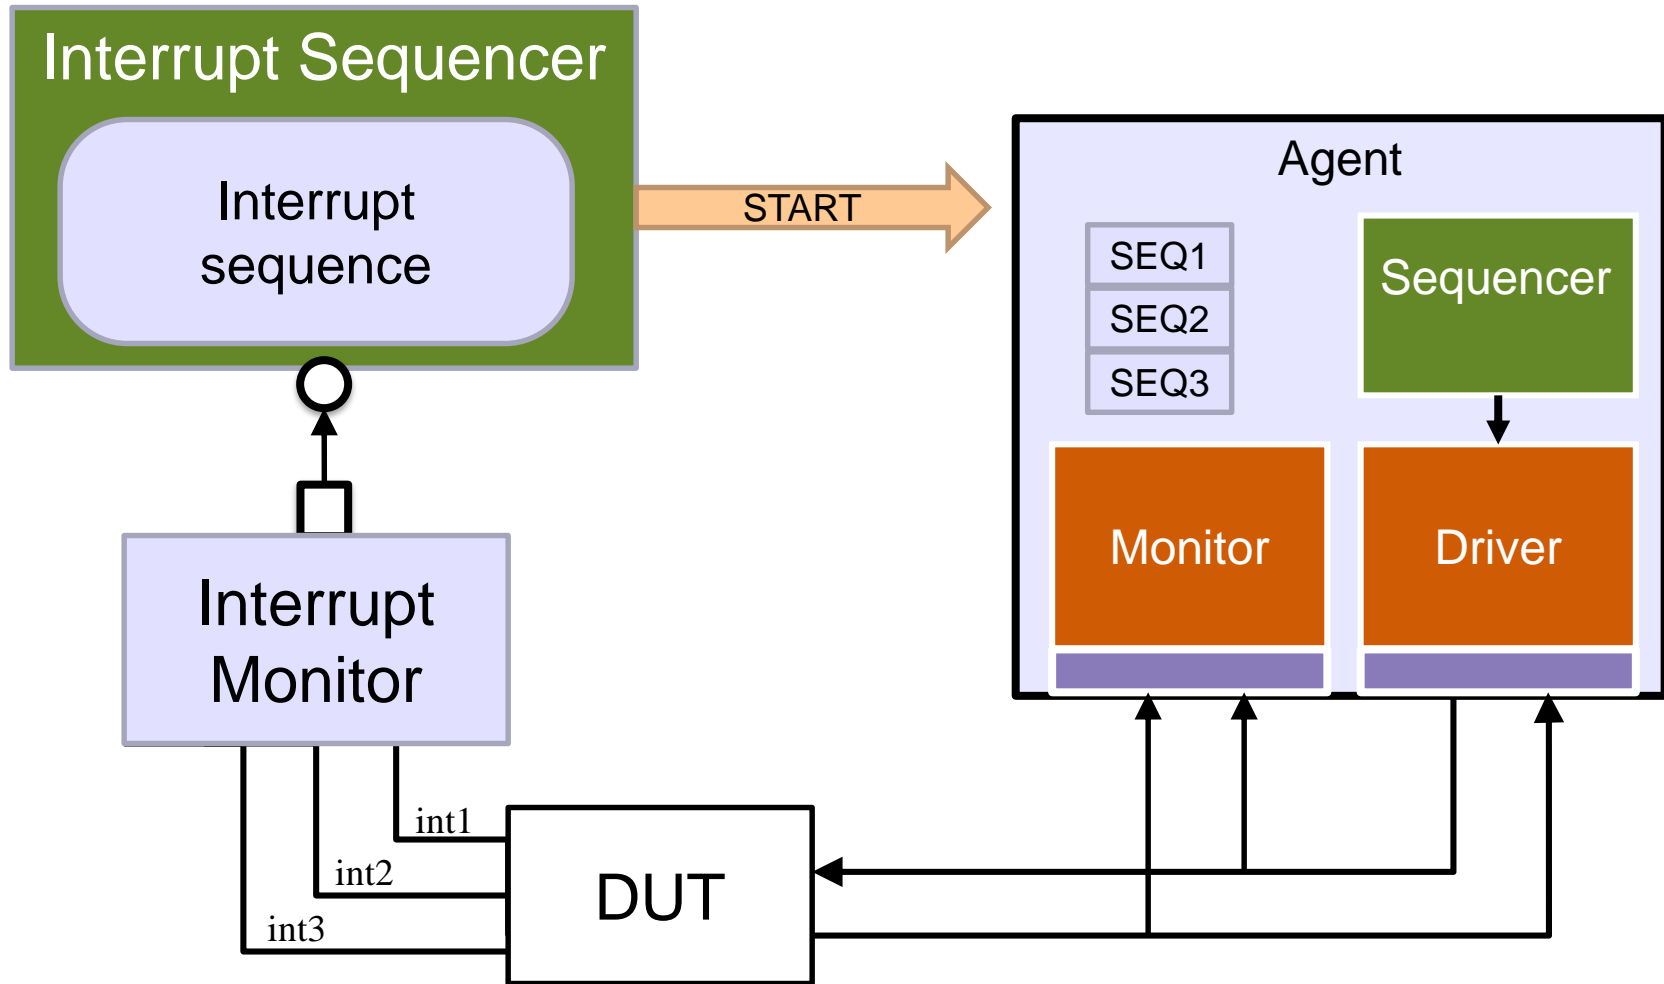 Interrupt Sequencer
Interrupt
sequence
START
Agent
SEQ1
SEQ2
SEQ3
Sequencer
Monitor
Driver
Interrupt
Monitor
int1
int2
int3
DUT